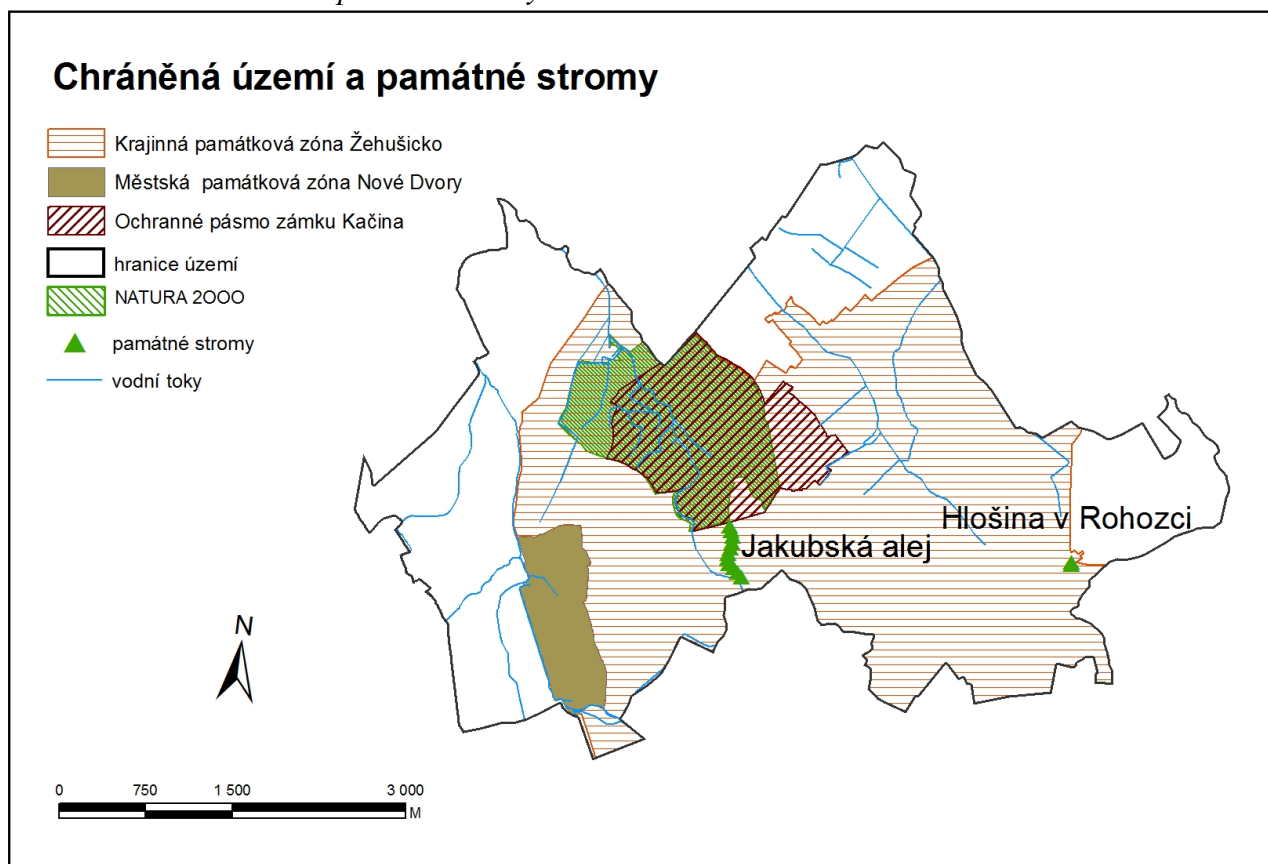 Chráněná území a památné stromy
Krajinná památková zóna Žehušicko
Městská památková zóna Nové Dvory
Ochranné pásmo zámku Kačina
hranice území
NATURA 2OOO
památné stromy
vodní toky
Hlošina v Rohozci
Jakubská alej
N
0 750 1 500 3 000
M